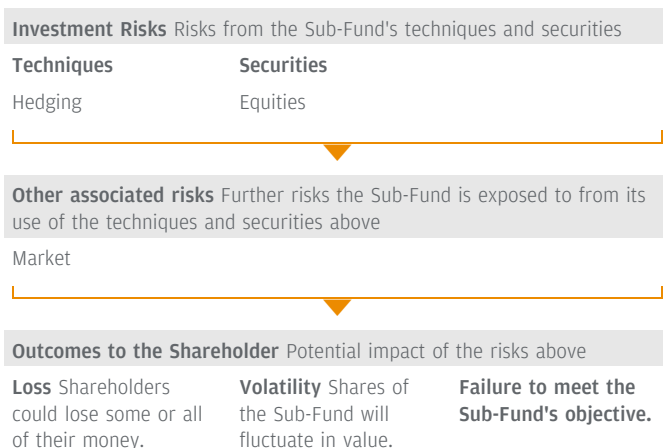 Investment Risks Risks from the Sub-Fund's techniques and securities
Techniques Securities
Hedging Equities
Other associated risks Further risks the Sub-Fund is exposed to from its
use of the techniques and securities above
Market
Outcomes to the Shareholder Potential impact of the risks above
Loss Shareholders
could lose some or all
of their money.
Volatility Shares of
the Sub-Fund will
fluctuate in value.
Failure to meet the
Sub-Fund's objective.